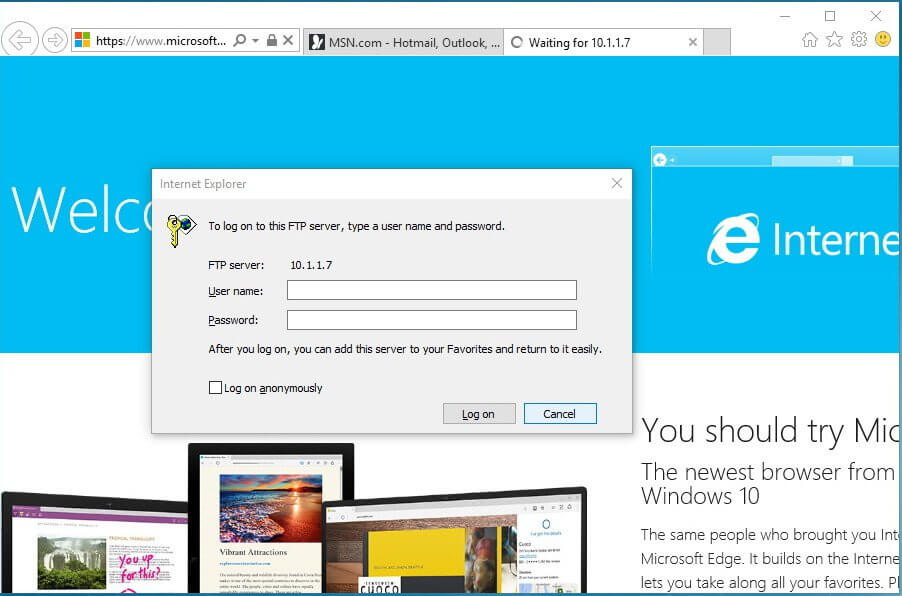 https://www.microsoft...
MSN.com - Hotmail, Outlook, ...
Waiting for 10.1.1.7
Welco
Internet Explorer
To log on to this FTP server, type a user name and password.
FTP server: 10.1.1.7
User name:
Password:
After you log on, you can add this server to your Favorites and return to it easily.
Log on anonymously
Log on
Cancel
Interne
You should try Mic
The newest browser from
Windows 10
The same people who brought you Inte
Microsoft Edge. It builds on the Interne
lets you take along all your favorites. Pl
TROPICAL TRANQUILITY
you up
for this?
Vibrant Attractions
trattoria
CUOCO
Cuoco